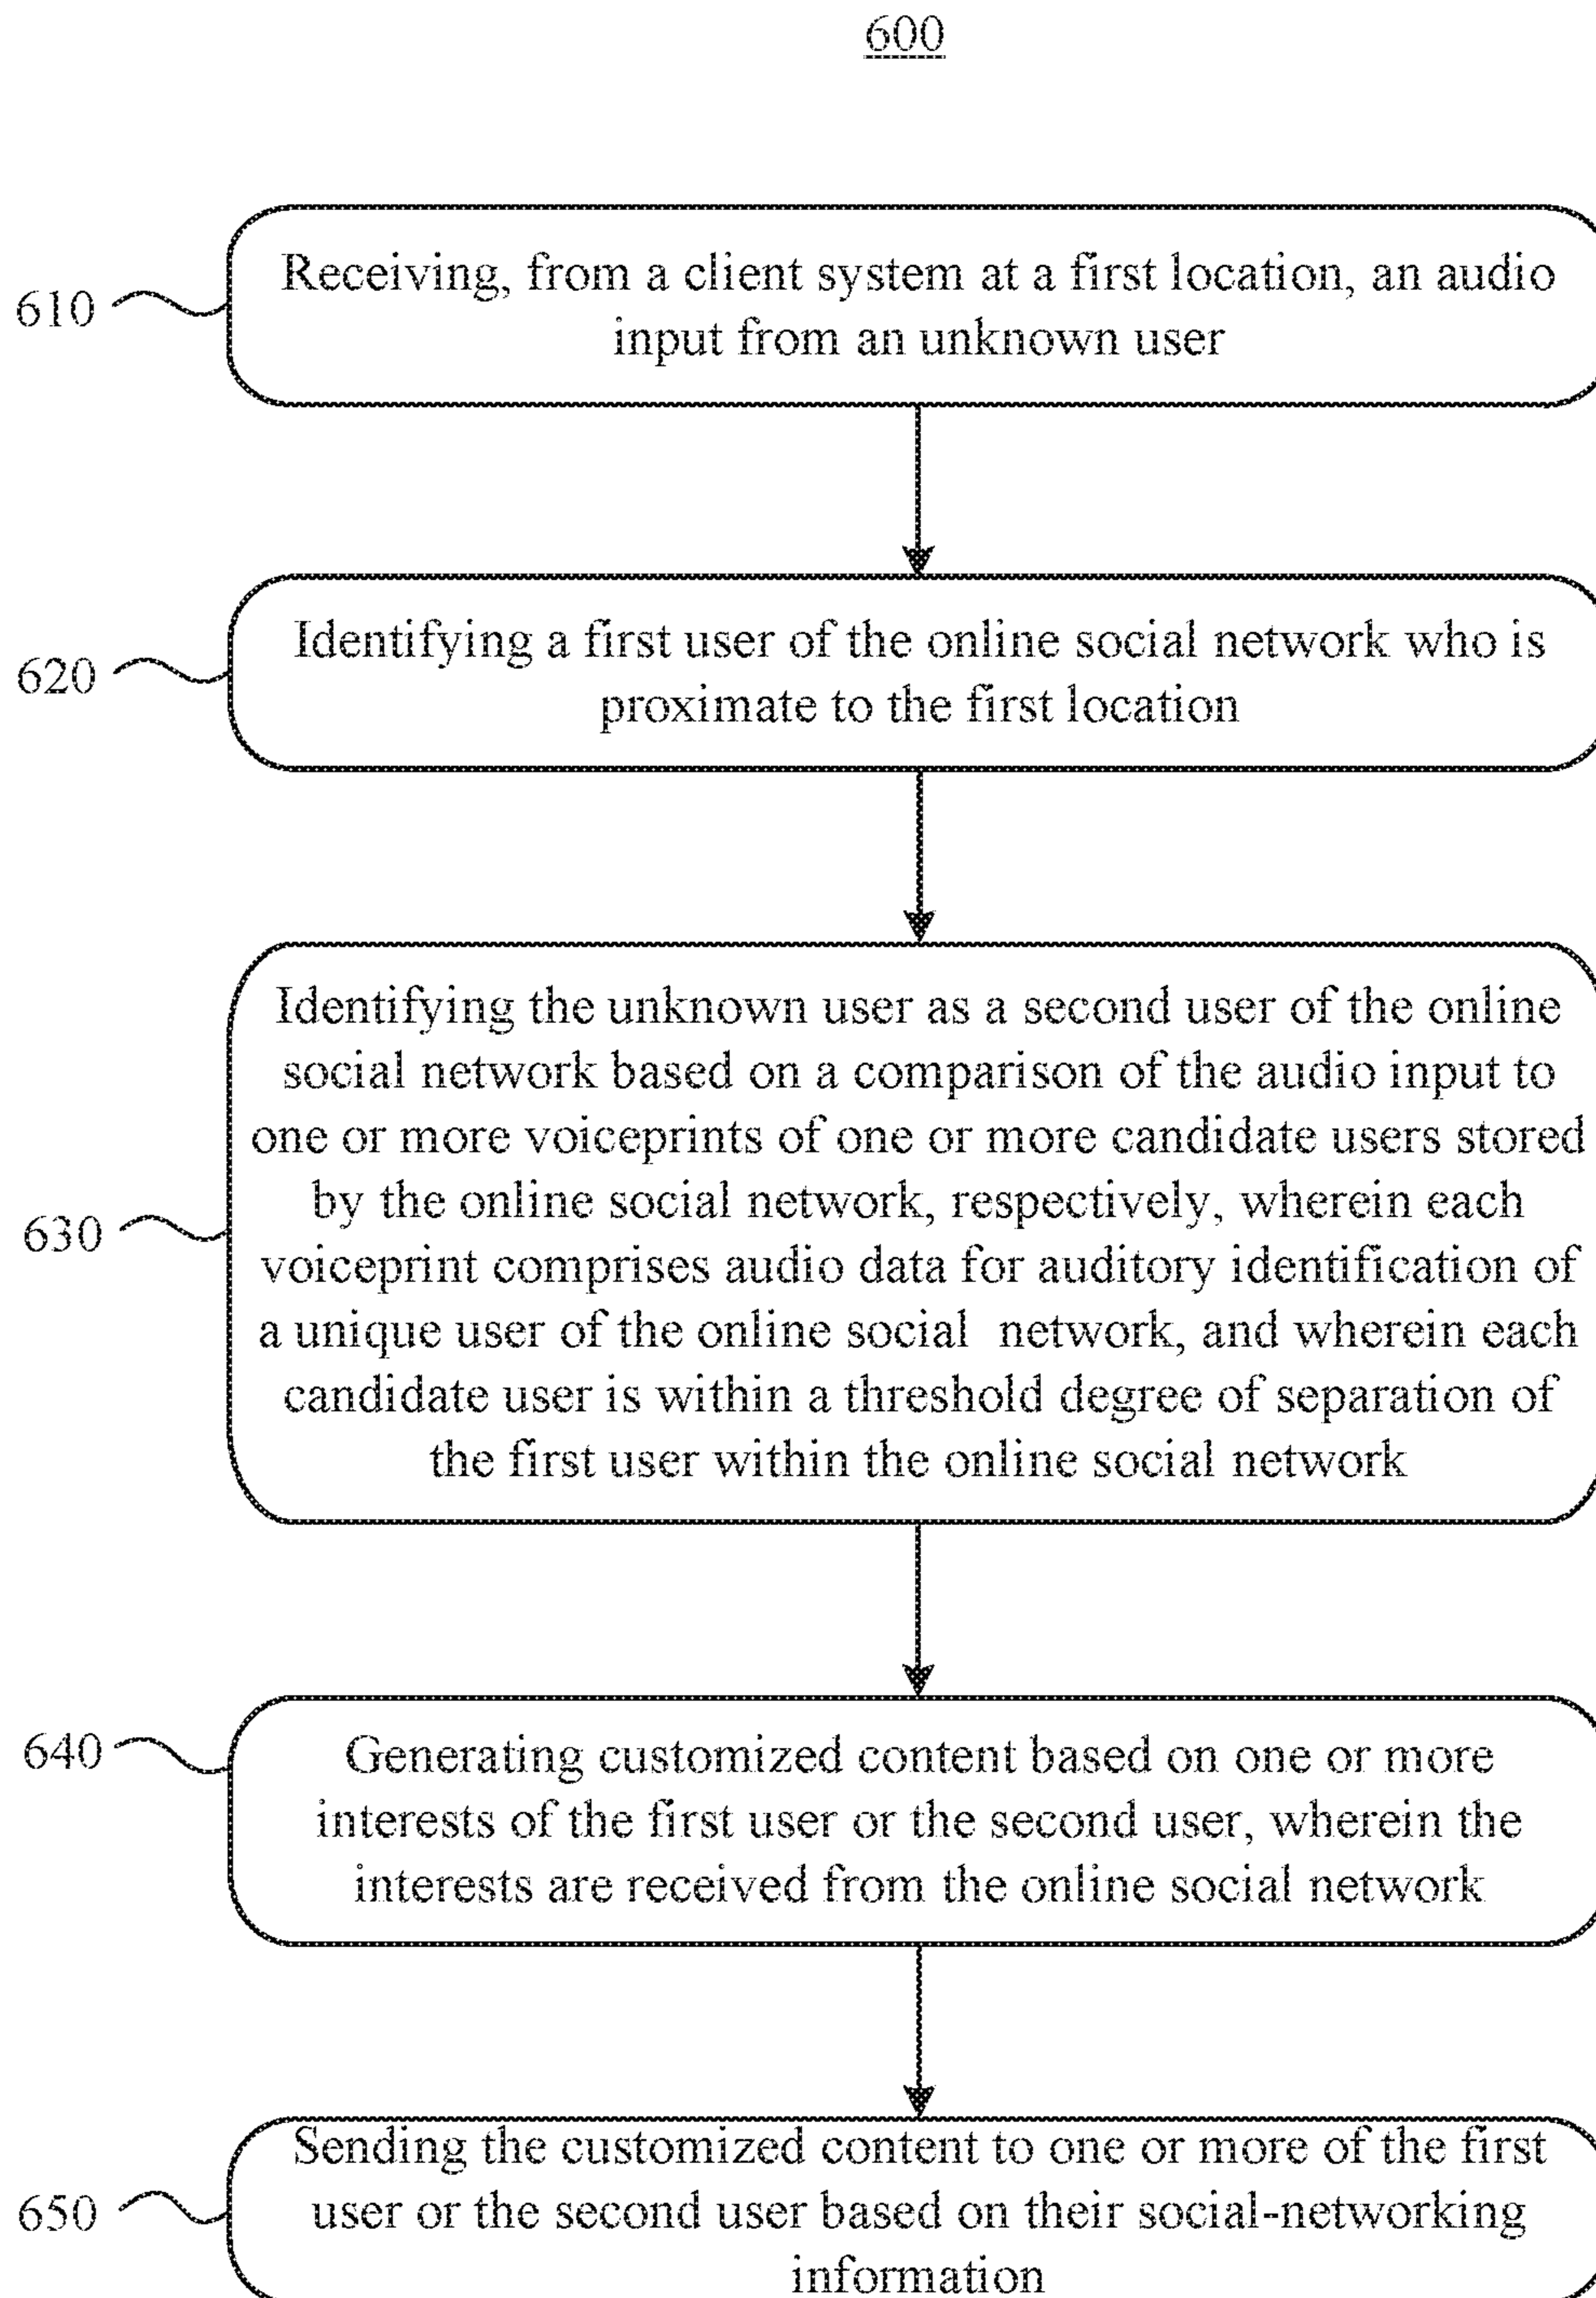 600
610
Receiving, from a client system at a first location, an audio
input from an unknown user
620
Identifying a first user of the online social network who is
proximate to the first location
630
Identifying the unknown user as a second user of the online
social network based on a comparison of the audio input to
one or more voiceprints of one or more candidate users stored
by the online social network, respectively, wherein each
voiceprint comprises audio data for auditory identification of
a unique user of the online social network, and wherein each
candidate user is within a threshold degree of separation of
the first user within the online social network
640
Generating customized content based on one or more
interests of the first user or the second user, wherein the
interests are received from the online social network
650
Sending the customized content to one or more of the first
user or the second user based on their social-networking
information